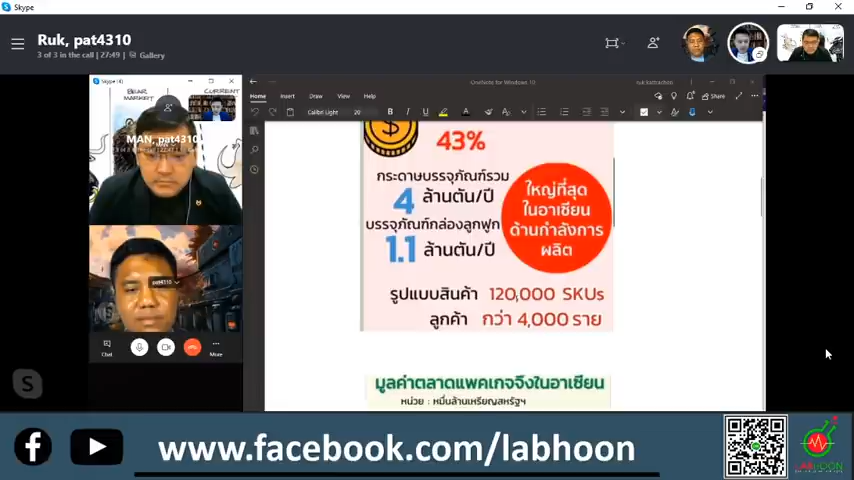 Skype
Ruk, pat4310
3 of 3 in the call | 27:49 | Gallery
Skype (4)
BEAR
MARKET
CURRENT
MAN, pat4310
pat4310
Chat
More
OneNote for Windows 10
Home
Insert
Draw
View
Help
Share
Calibri Light
20
B
I
U
43%
กระดาษบรรจุภัณฑ์รวม
4 ล้านตัน/ปี
บรรจุภัณฑ์กล่องลูกฟูก
1.1 ล้านตัน/ปี
ใหญ่ที่สุด
ในอาเซียน
ด้านกำลังการ
ผลิต
รูปแบบสินค้า 120,000 SKUs
ลูกค้า กว่า 4,000 ราย
มูลค่าตลาดแพคเกจจิ้งในอาเซียน
หน่วย : หมื่นล้านเหรียญสหรัฐฯ
www.facebook.com/labhoon
LABHOON